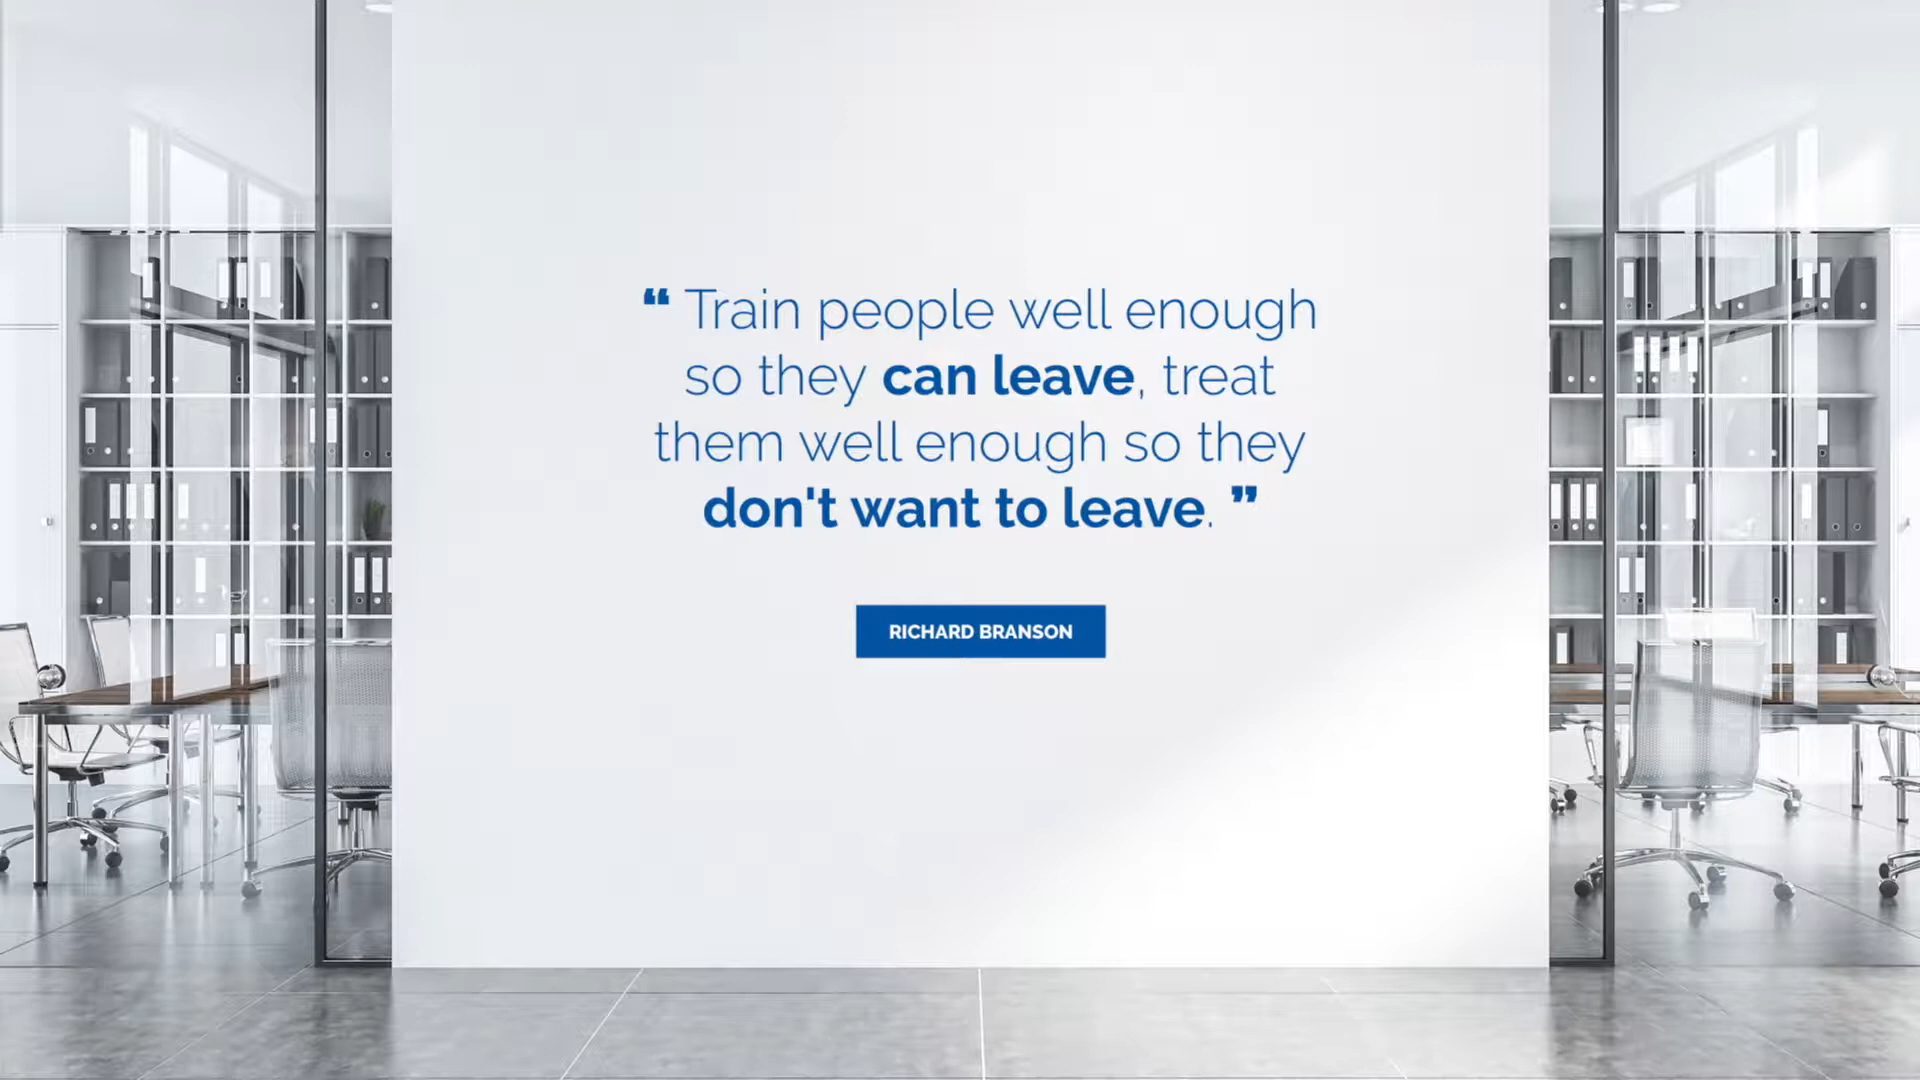 ❝ Train people well enough
so they can leave, treat
them well enough so they
don't want to leave. ❞
RICHARD BRANSON